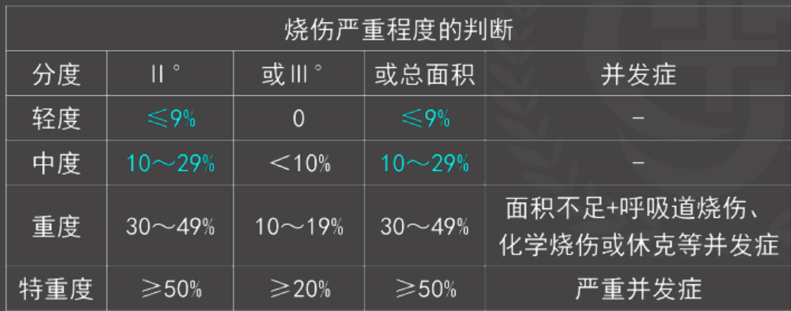 烧伤严重程度的判断
分度 II° 或III° 或总面积 并发症
轻度 ≤9% 0 ≤9% -
中度 10~29% <10% 10~29% -
重度 30~49% 10~19% 30~49% 面积不足+呼吸道烧伤、
化学烧伤或休克等并发症
特重度 ≥50% ≥20% ≥50% 严重并发症